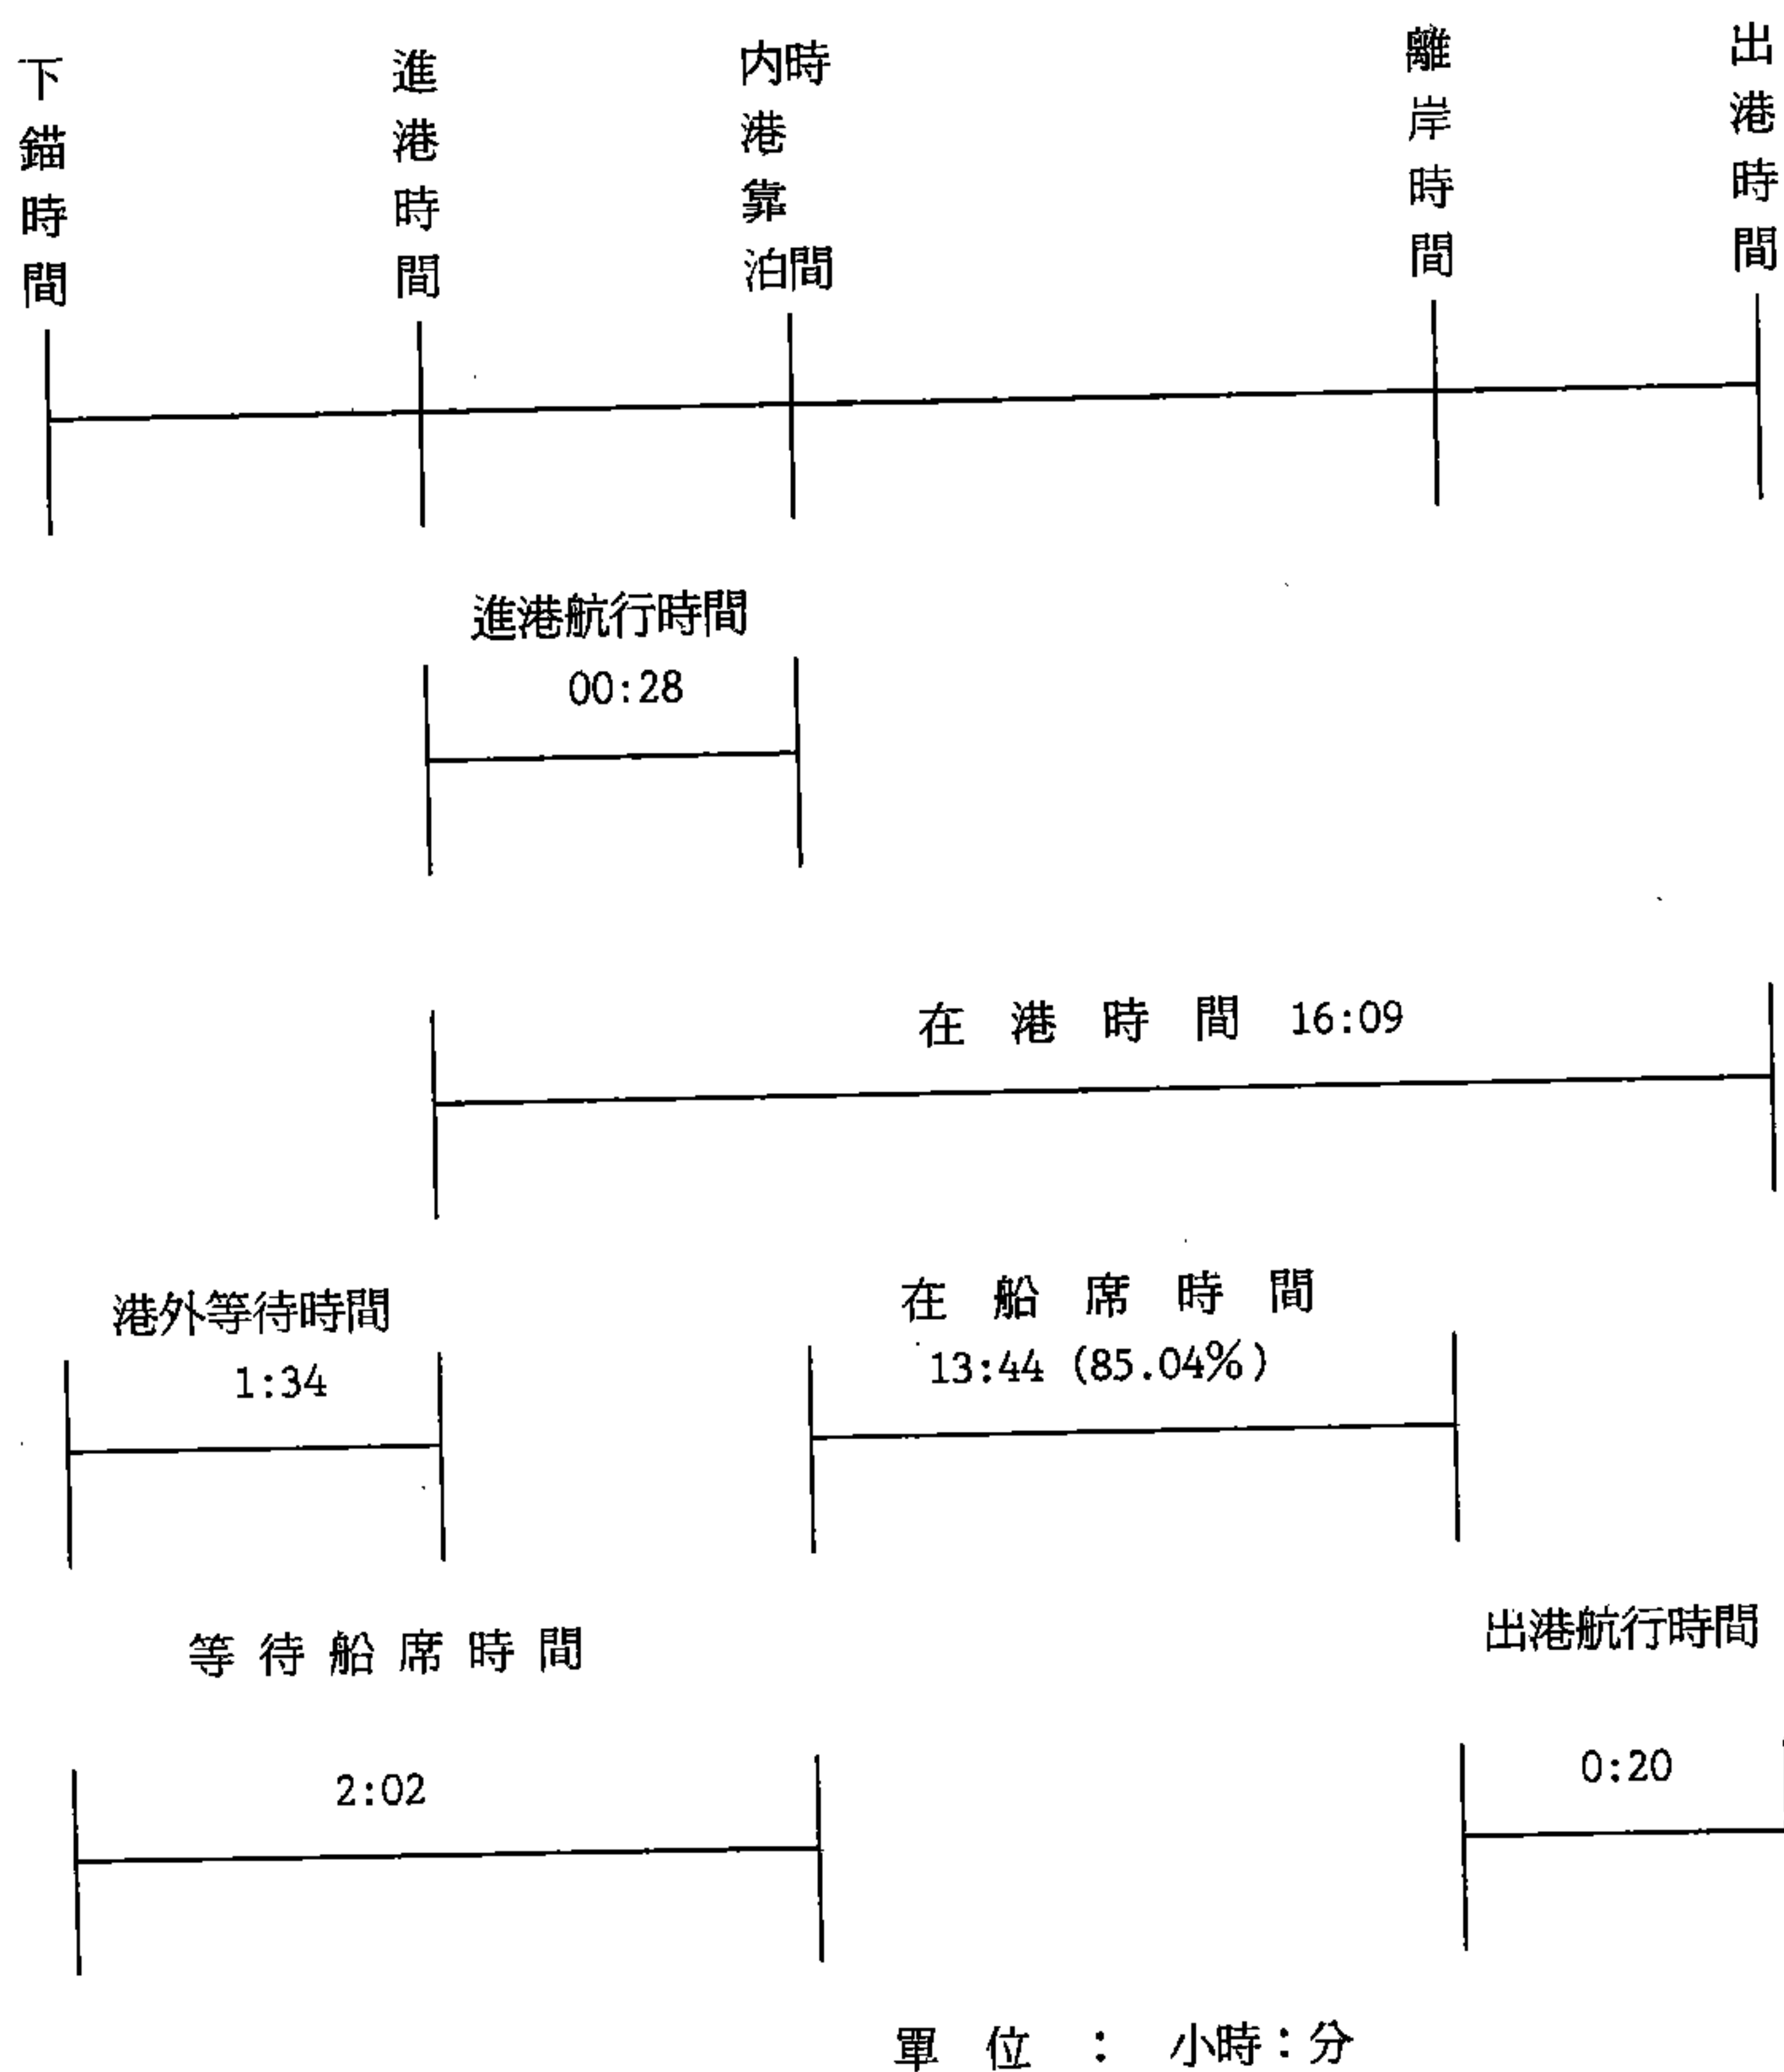 下錨時間
進港時間
內港靠泊時間
離岸時間
出港時間
進港航行時間
00:28
在港時間 16:09
港外等待時間
1:34
在船席時間
13:44 (85.04%)
等待船席時間
2:02
出港航行時間
0:20
單位：小時：分